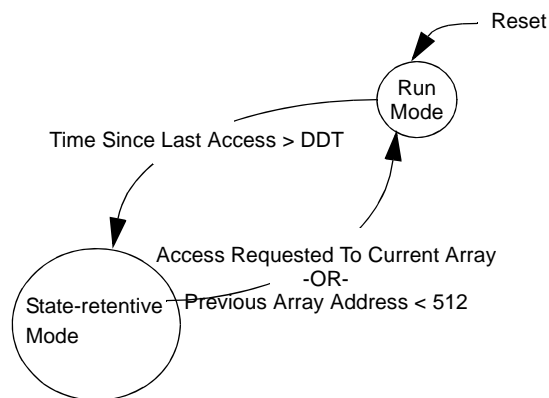 Reset
Run
Mode
Time Since Last Access > DDT
Access Requested To Current Array
-OR-
Previous Array Address < 512
State-retentive
Mode